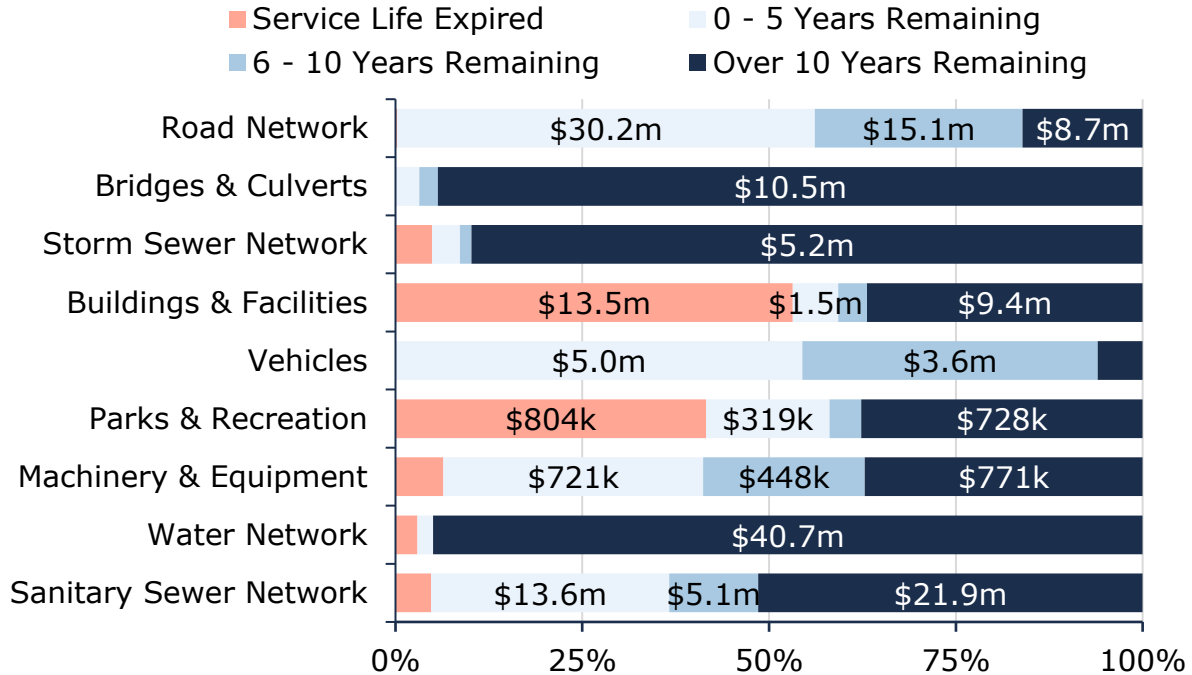 Service Life Expired 0 - 5 Years Remaining
6 - 10 Years Remaining Over 10 Years Remaining
Road Network $30.2m $15.1m $8.7m
Bridges & Culverts $10.5m
Storm Sewer Network $5.2m
Buildings & Facilities $13.5m $1.5m $9.4m
Vehicles $5.0m $3.6m
Parks & Recreation $804k $319k $728k
Machinery & Equipment $721k $448k $771k
Water Network $40.7m
Sanitary Sewer Network $13.6m $5.1m $21.9m
0% 25% 50% 75% 100%